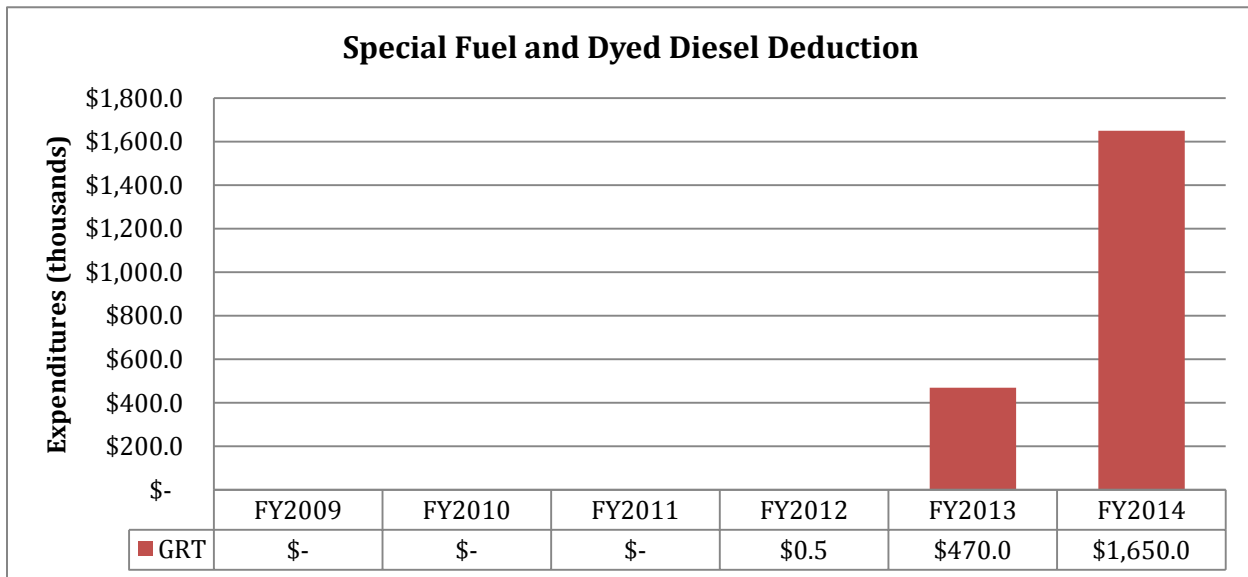 Special Fuel and Dyed Diesel Deduction
Expenditures (thousands)
$1,800.0
$1,600.0
$1,400.0
$1,200.0
$1,000.0
$800.0
$600.0
$400.0
$200.0
$-
FY2009 FY2010 FY2011 FY2012 FY2013 FY2014
GRT $- $- $- $0.5 $470.0 $1,650.0